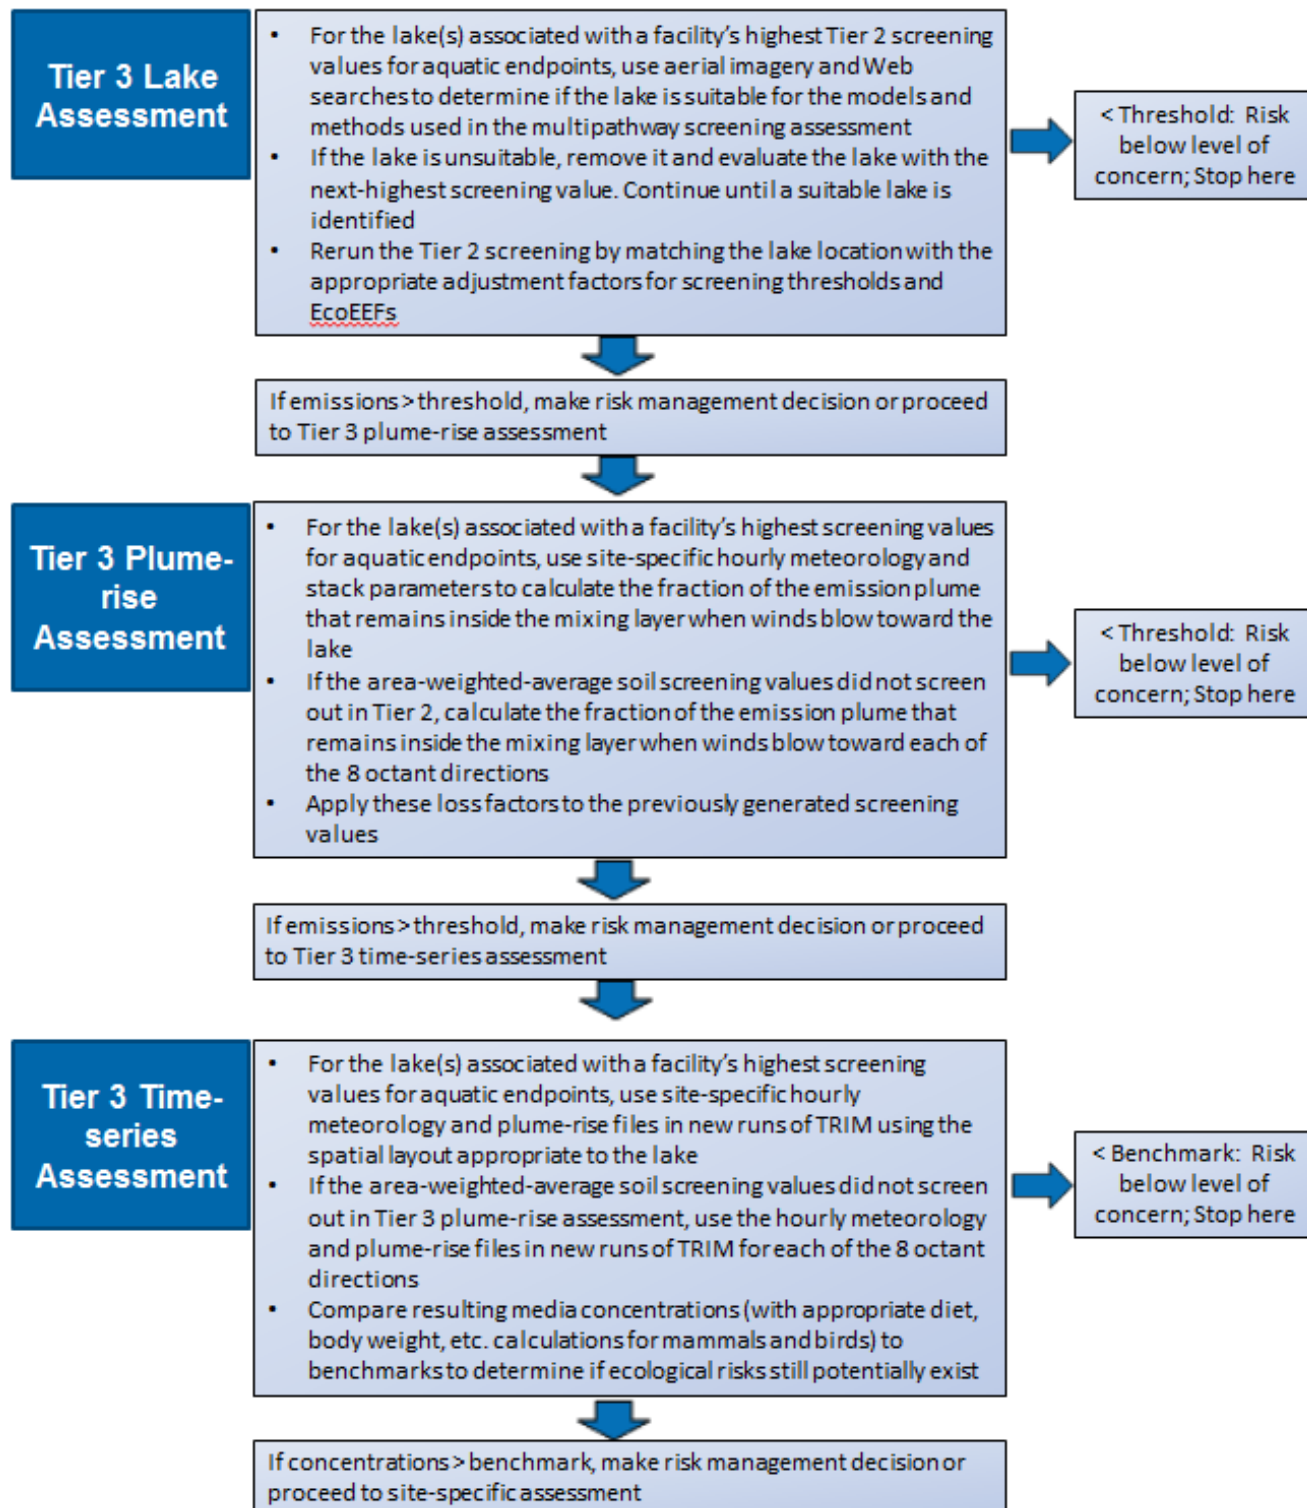 Tier 3 Lake
Assessment
• For the lake(s) associated with a facility's highest Tier 2 screening
values for aquatic endpoints, use aerial imagery and Web
searches to determine if the lake is suitable for the models and
methods used in the multipathway screening assessment
• If the lake is unsuitable, remove it and evaluate the lake with the
next-highest screening value. Continue until a suitable lake is
identified
• Rerun the Tier 2 screening by matching the lake location with the
appropriate adjustment factors for screening thresholds and
EcoEEFs
< Threshold: Risk
below level of
concern; Stop here
If emissions > threshold, make risk management decision or proceed
to Tier 3 plume-rise assessment
Tier 3 Plume-
rise
Assessment
• For the lake(s) associated with a facility's highest screening values
for aquatic endpoints, use site-specific hourly meteorology and
stack parameters to calculate the fraction of the emission plume
that remains inside the mixing layer when winds blow toward the
lake
• If the area-weighted-average soil screening values did not screen
out in Tier 2, calculate the fraction of the emission plume that
remains inside the mixing layer when winds blow toward each of
the 8 octant directions
• Apply these loss factors to the previously generated screening
values
< Threshold: Risk
below level of
concern; Stop here
If emissions > threshold, make risk management decision or proceed
to Tier 3 time-series assessment
Tier 3 Time-
series
Assessment
• For the lake(s) associated with a facility's highest screening
values for aquatic endpoints, use site-specific hourly
meteorology and plume-rise files in new runs of TRIM using the
spatial layout appropriate to the lake
• If the area-weighted-average soil screening values did not screen
out in Tier 3 plume-rise assessment, use the hourly meteorology
and plume-rise files in new runs of TRIM for each of the 8 octant
directions
• Compare resulting media concentrations (with appropriate diet,
body weight, etc. calculations for mammals and birds) to
benchmarks to determine if ecological risks still potentially exist
< Benchmark: Risk
below level of
concern; Stop here
If concentrations > benchmark, make risk management decision or
proceed to site-specific assessment